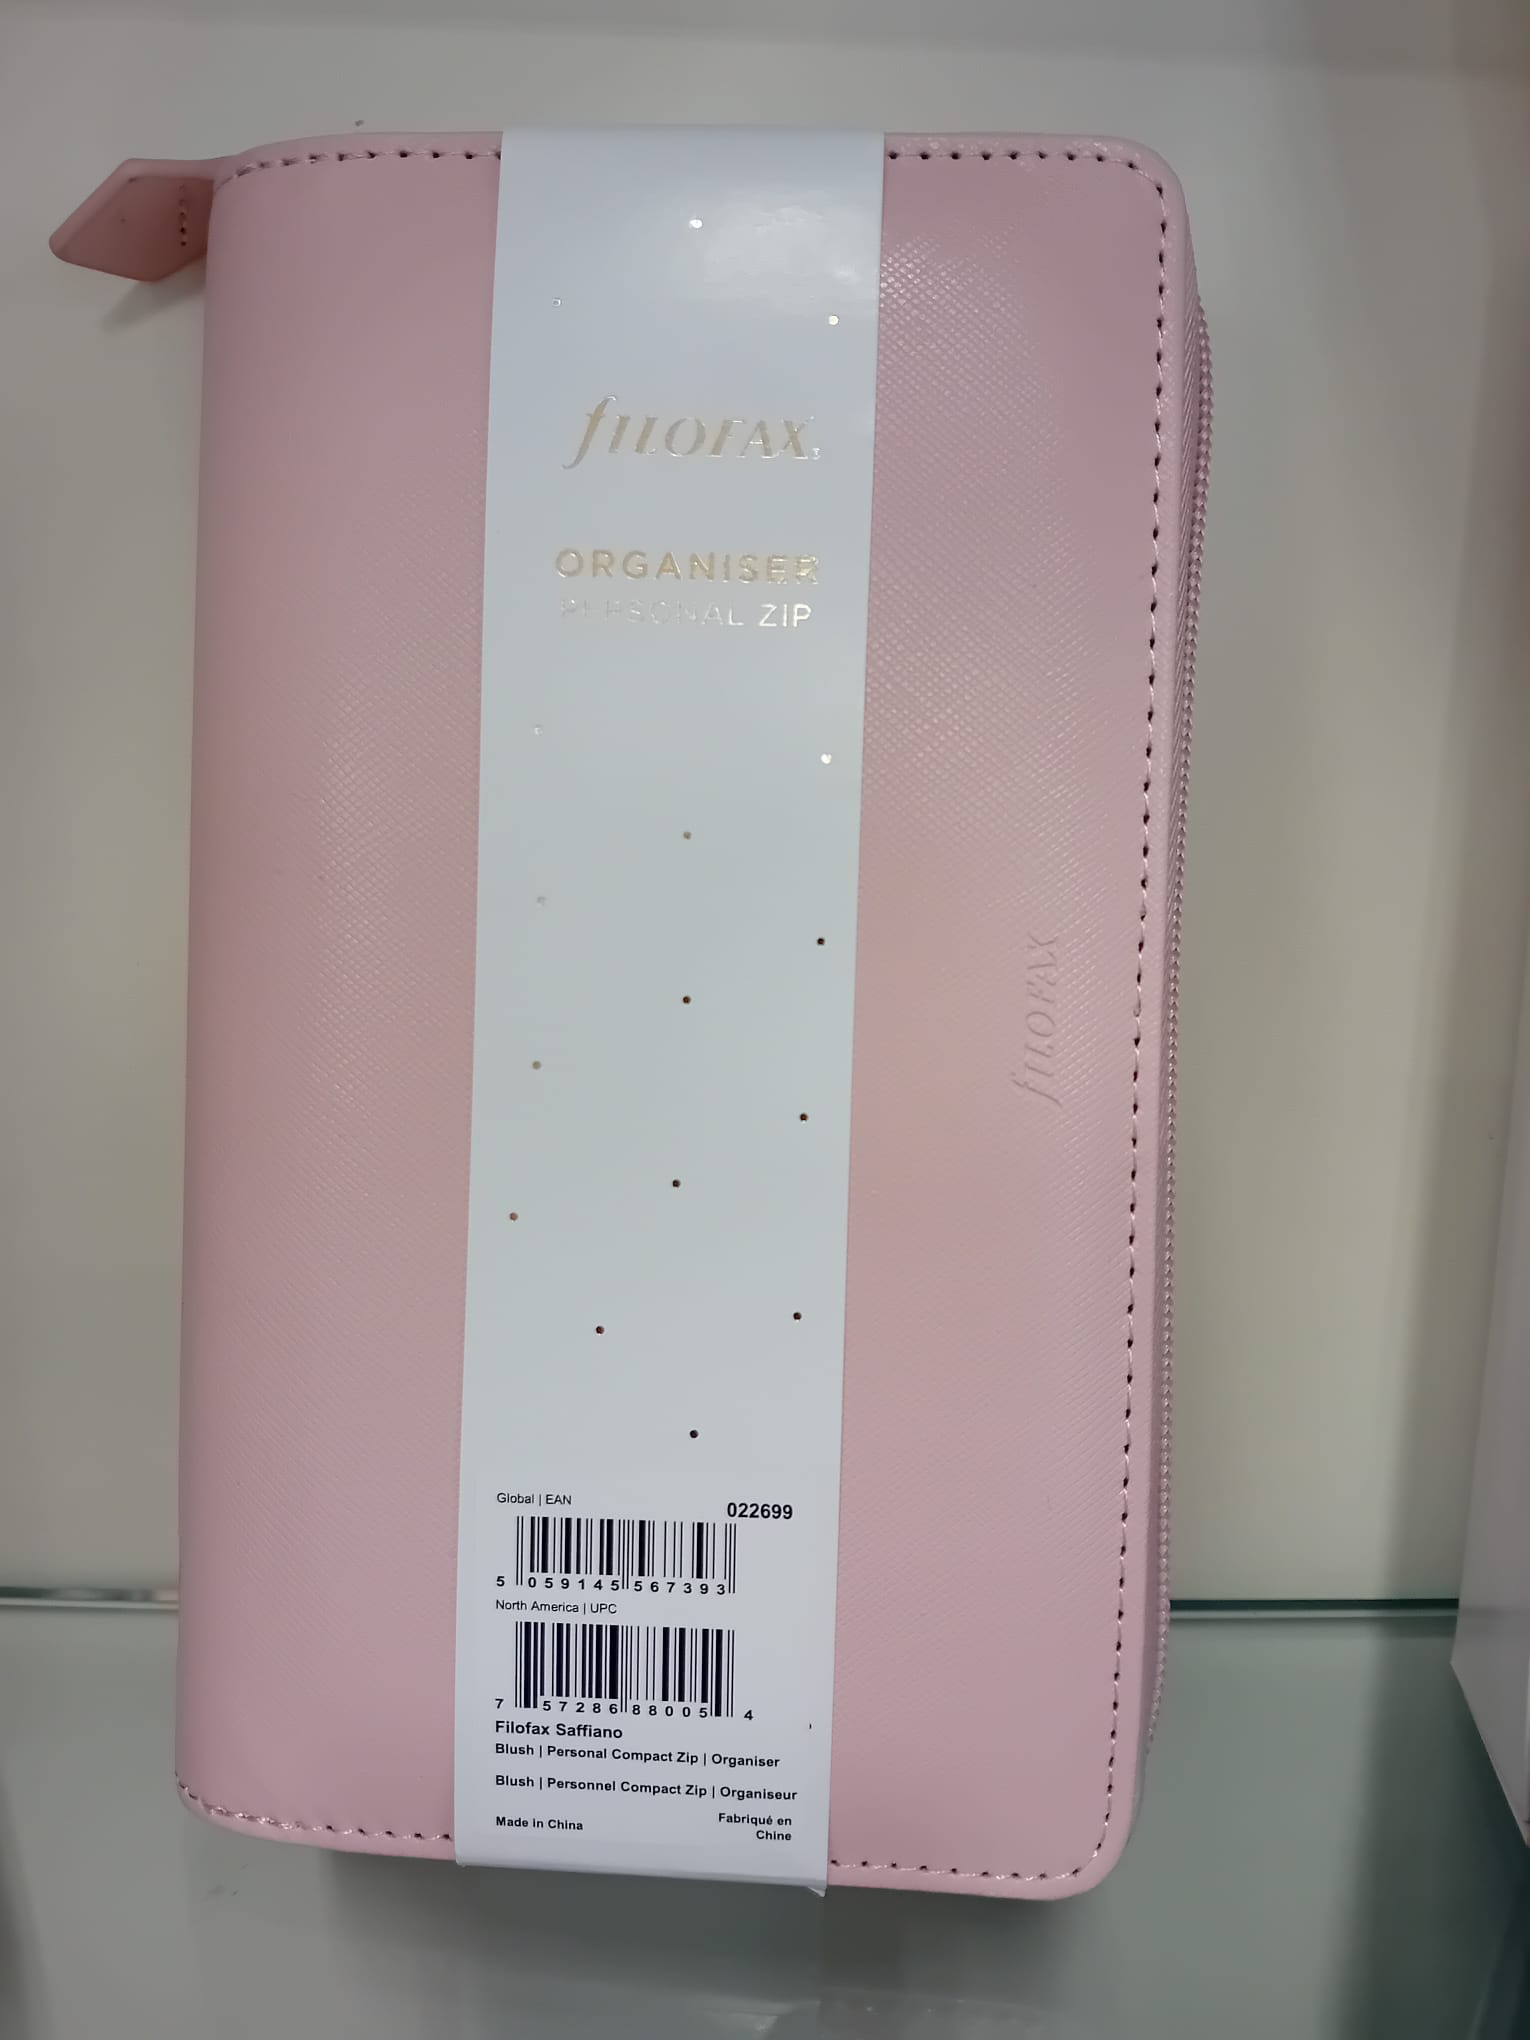 fILOFAX
ORGANISER
PERSONAL ZIP
fILOFAX
Global | EAN
022699
5 059145 567393
North America | UPC
7 57286 88005 4
Filofax Saffiano
Blush | Personal Compact Zip | Organiser
Blush | Personnel Compact Zip | Organiseur
Made in China
Fabriqué en
Chine